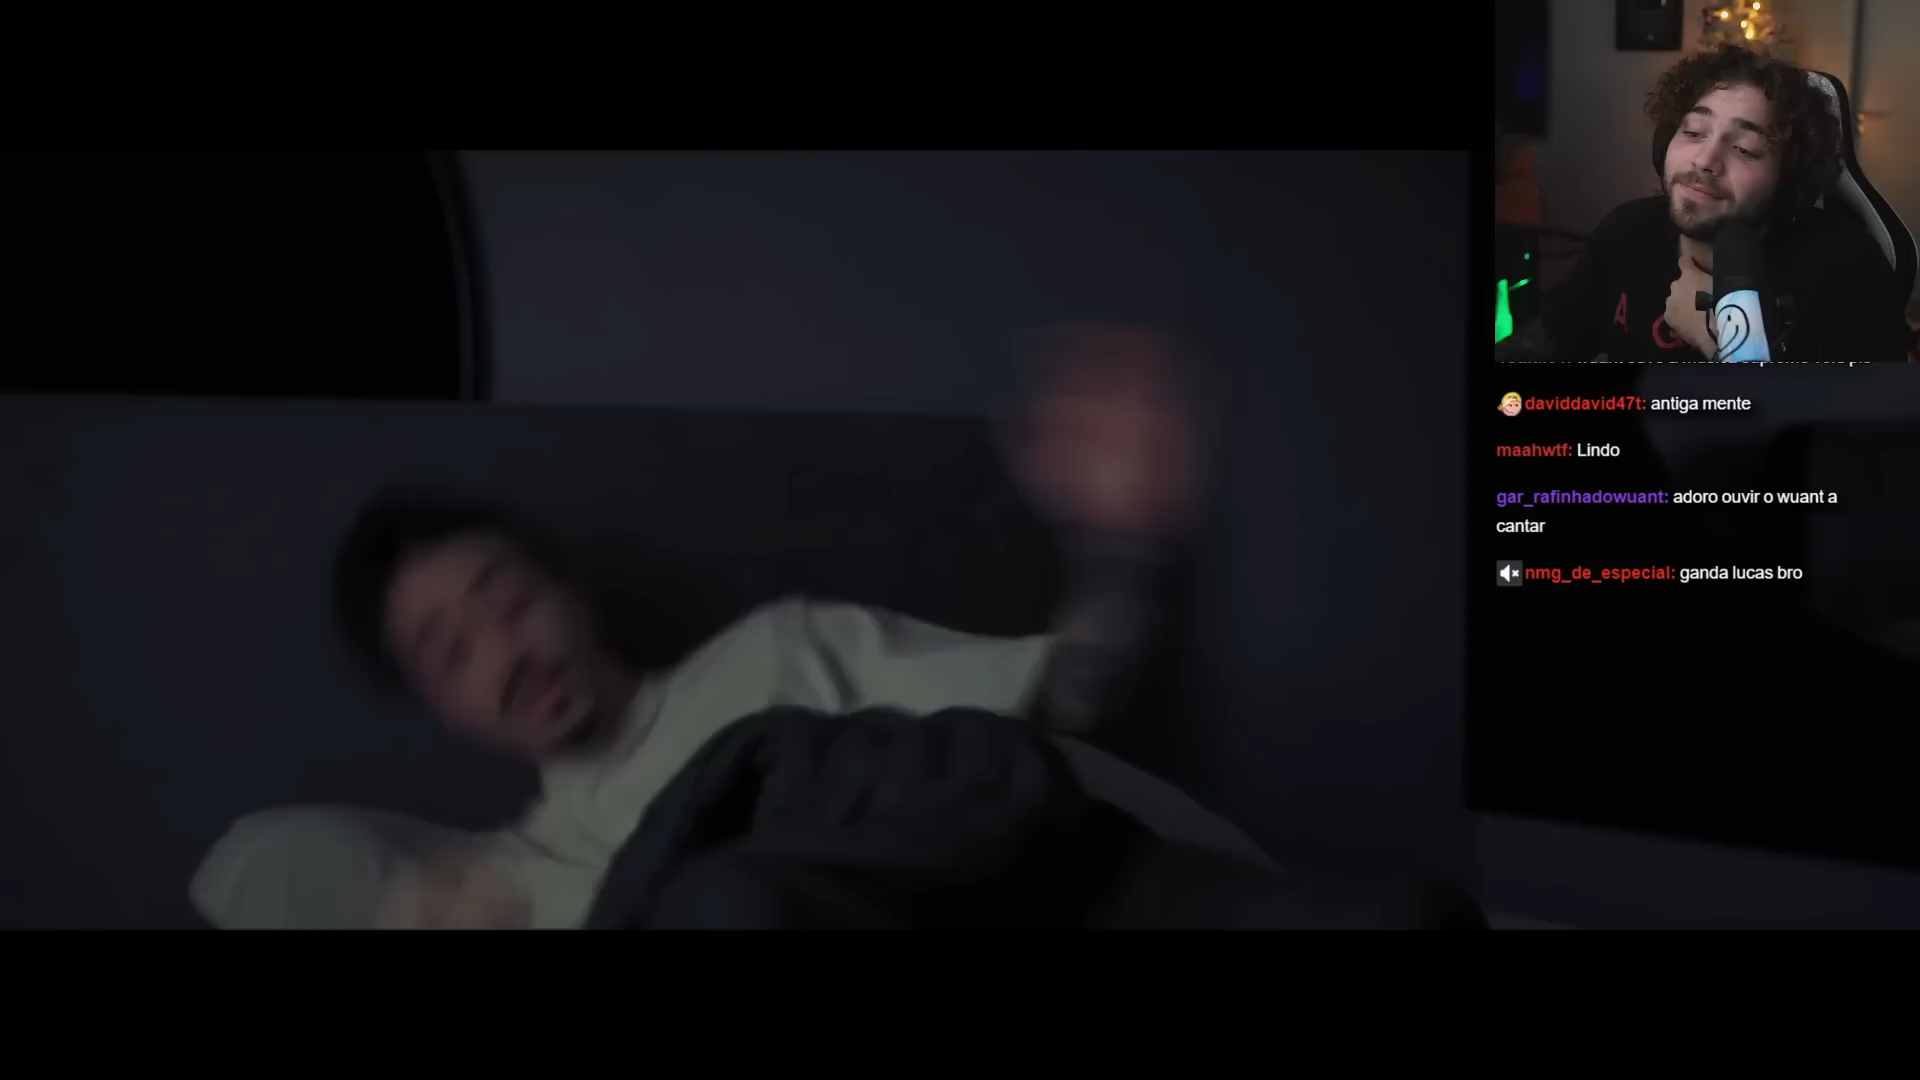 daviddavid47t: antiga mente
maahwtf: Lindo
gar_rafinhadowuant: adoro ouvir o wuant a
cantar
nmg_de_especial: ganda lucas bro